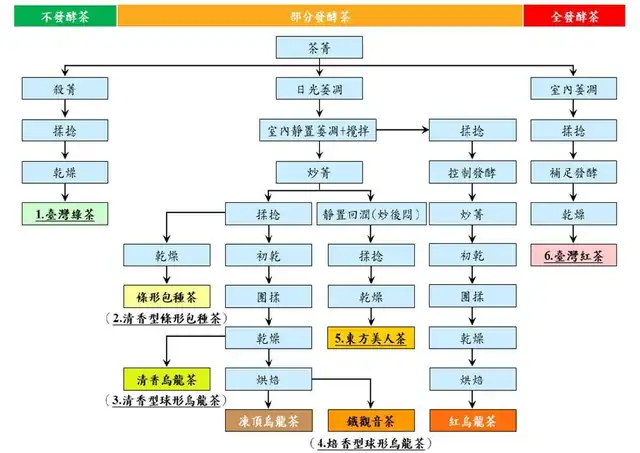 不發酵茶
部分發酵茶
全發酵茶
茶菁
殺菁
日光萎凋
室內萎凋
揉捻
室內靜置萎凋+攪拌
揉捻
揉捻
乾燥
炒菁
控制發酵
補足發酵
1.臺灣綠茶
揉捻
靜置回潤(炒後悶)
炒菁
乾燥
乾燥
初乾
揉捻
初乾
6.臺灣紅茶
條形包種茶
團揉
乾燥
團揉
(2.清香型條形包種茶)
乾燥
5.東方美人茶
乾燥
清香烏龍茶
烘焙
烘焙
(3.清香型球形烏龍茶)
凍頂烏龍茶
鐵觀音茶
紅烏龍茶
(4.焙香型球形烏龍茶)